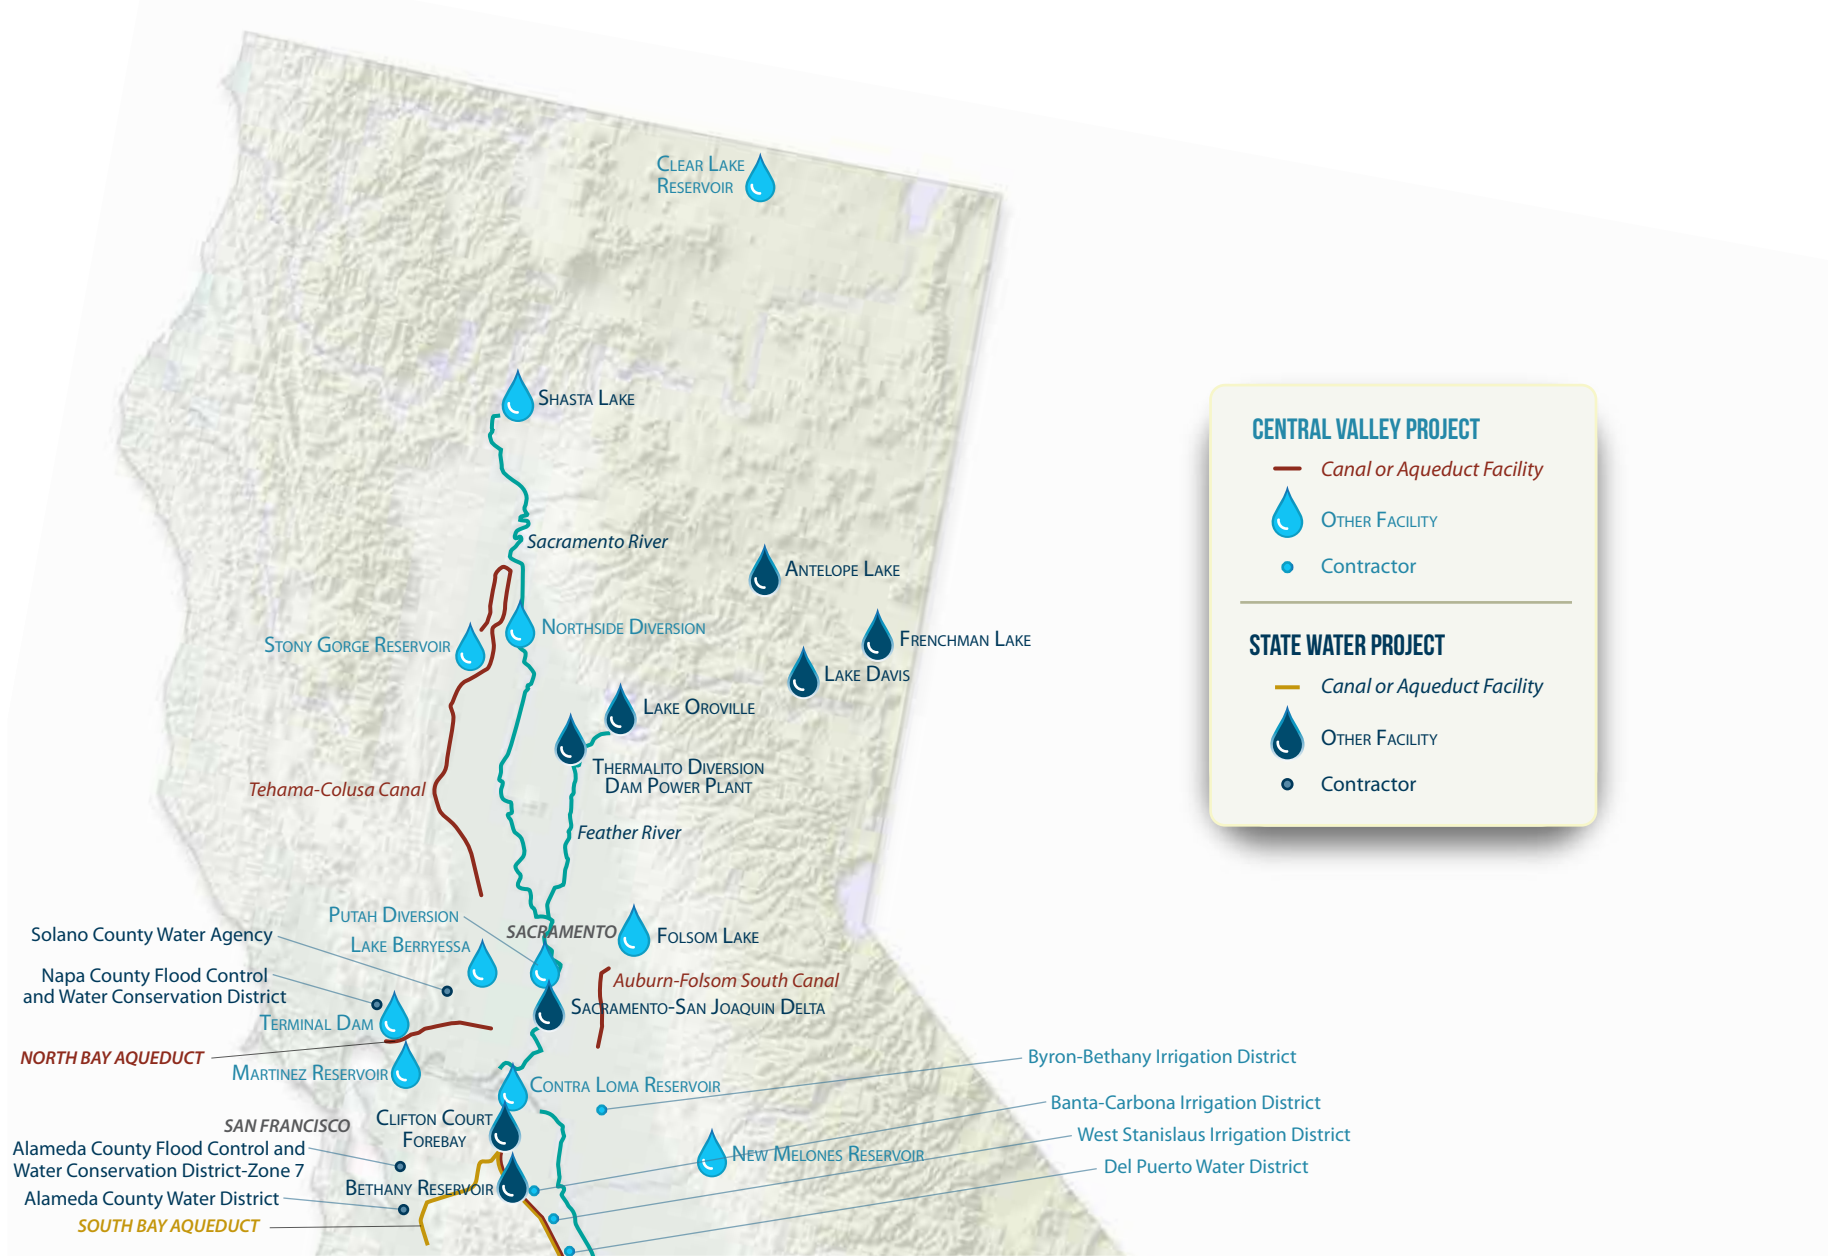 CLEAR LAKE
RESERVOIR
SHASTA LAKE
Sacramento River
ANTELOPE LAKE
NORTHSIDE DIVERSION
STONY GORGE RESERVOIR
FRENCHMAN LAKE
LAKE DAVIS
LAKE OROVILLE
THERMALITO DIVERSION
DAM POWER PLANT
Tehama-Colusa Canal
Feather River
PUTAH DIVERSION
SACRAMENTO
Solano County Water Agency
LAKE BERRYESSA
FOLSOM LAKE
Napa County Flood Control
and Water Conservation District
Auburn-Folsom South Canal
SACRAMENTO-SAN JOAQUIN DELTA
TERMINAL DAM
NORTH BAY AQUEDUCT
MARTINEZ RESERVOIR
CONTRA LOMA RESERVOIR
Byron-Bethany Irrigation District
Banta-Carbona Irrigation District
West Stanislaus Irrigation District
Del Puerto Water District
SAN FRANCISCO
CLIFTON COURT
FOREBAY
Alameda County Flood Control and
Water Conservation District-Zone 7
NEW MELONES RESERVOIR
BETHANY RESERVOIR
Alameda County Water District
SOUTH BAY AQUEDUCT
CENTRAL VALLEY PROJECT
Canal or Aqueduct Facility
OTHER FACILITY
Contractor
STATE WATER PROJECT
Canal or Aqueduct Facility
OTHER FACILITY
Contractor